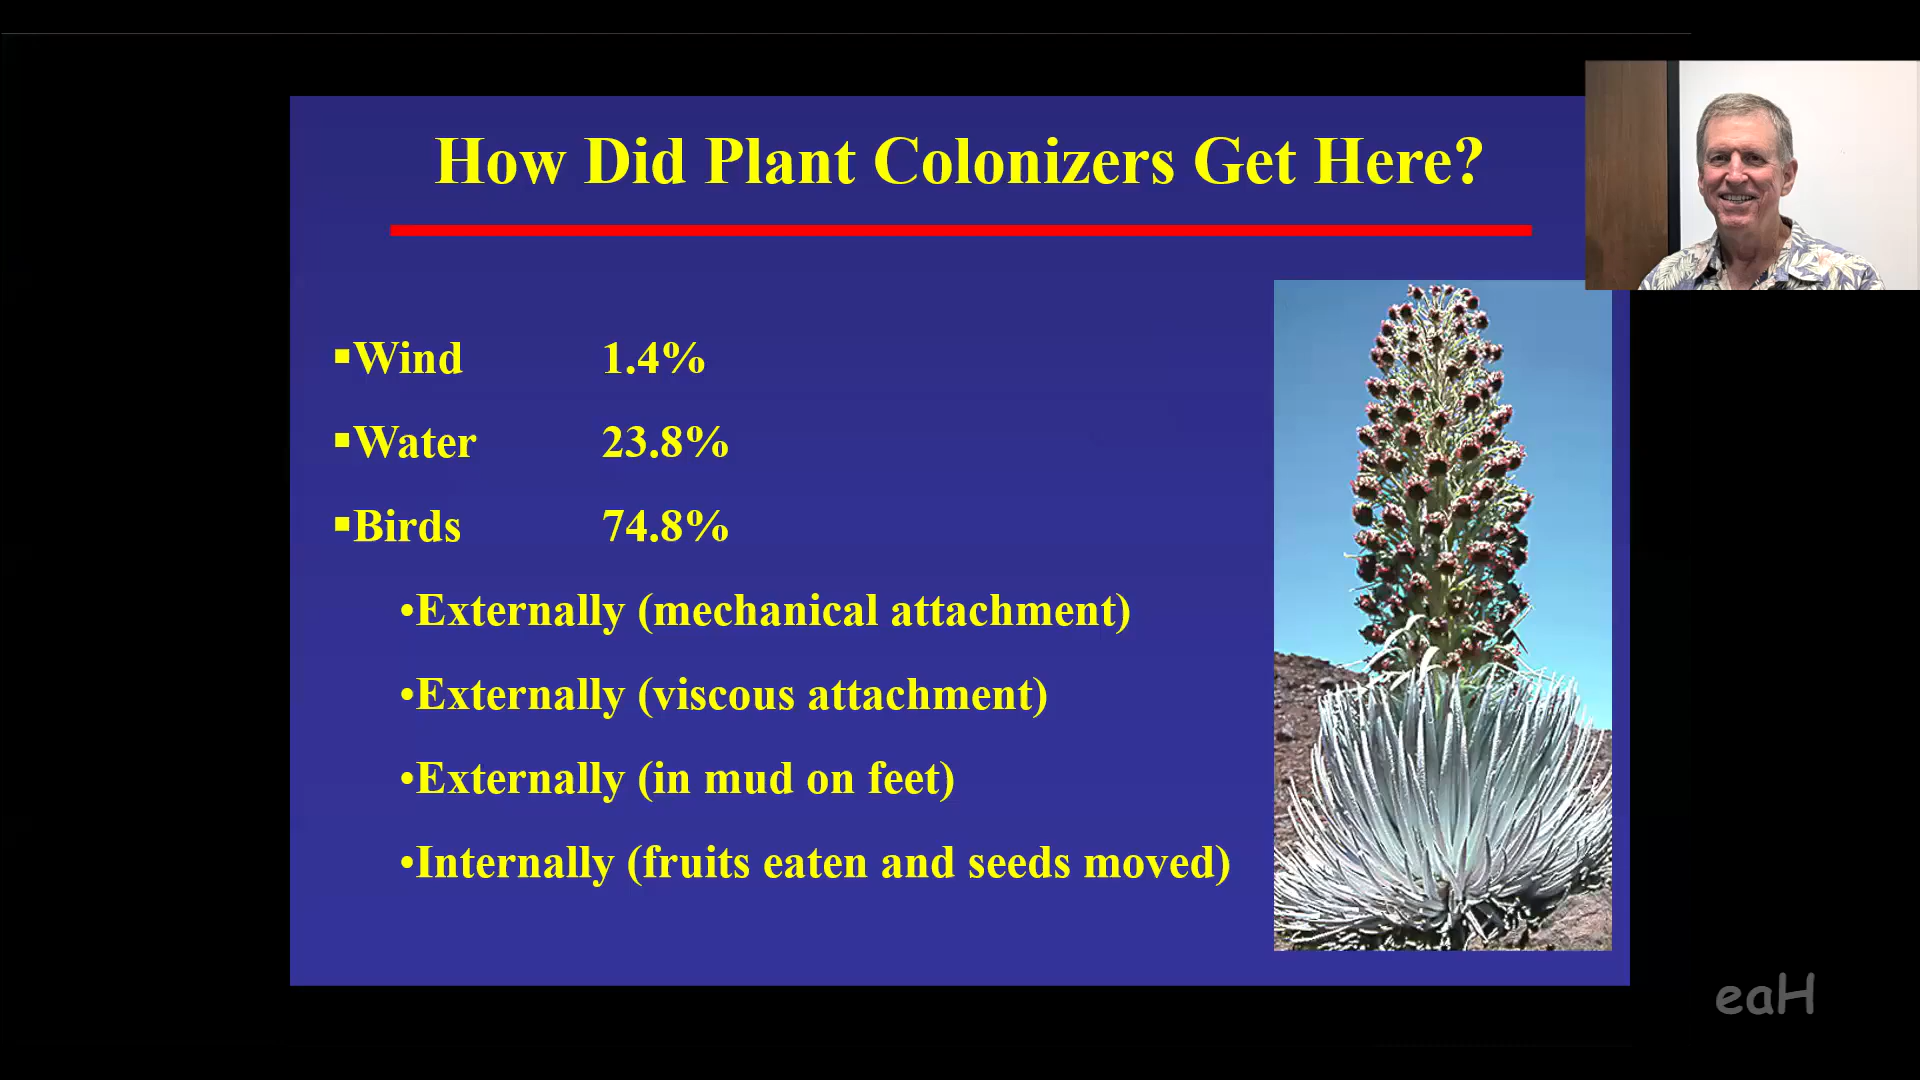 How Did Plant Colonizers Get Here?
▪Wind 1.4%
▪Water 23.8%
▪Birds 74.8%
•Externally (mechanical attachment)
•Externally (viscous attachment)
•Externally (in mud on feet)
•Internally (fruits eaten and seeds moved)
eaH